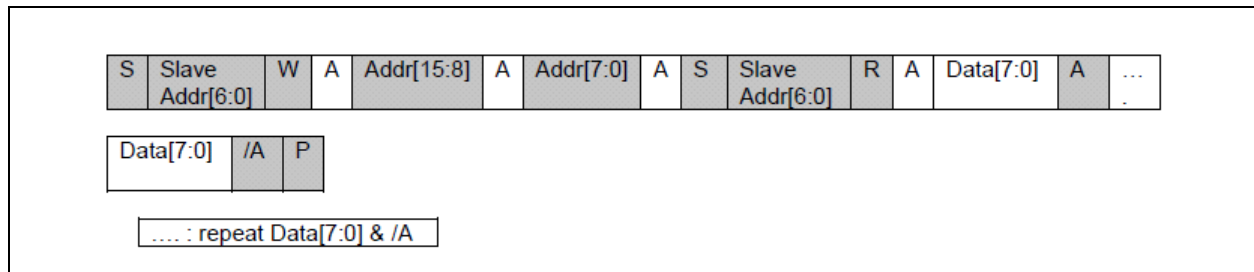 S Slave Addr[6:0] W A Addr[15:8] A Addr[7:0] A S Slave Addr[6:0] R A Data[7:0] A ... .
Data[7:0] /A P
.... : repeat Data[7:0] & /A